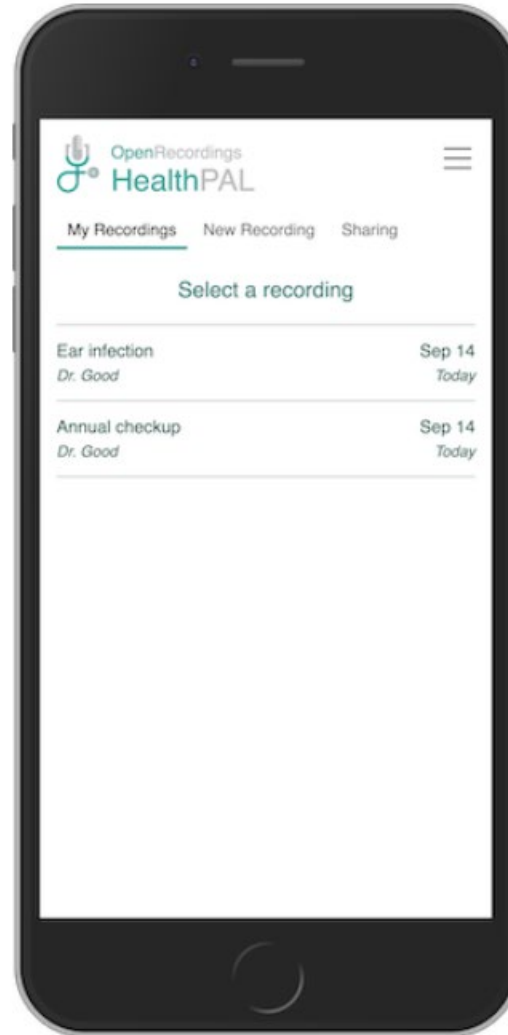 OpenRecordings
HealthPAL
My Recordings New Recording Sharing
Select a recording
Ear infection Sep 14
Dr. Good Today
Annual checkup Sep 14
Dr. Good Today